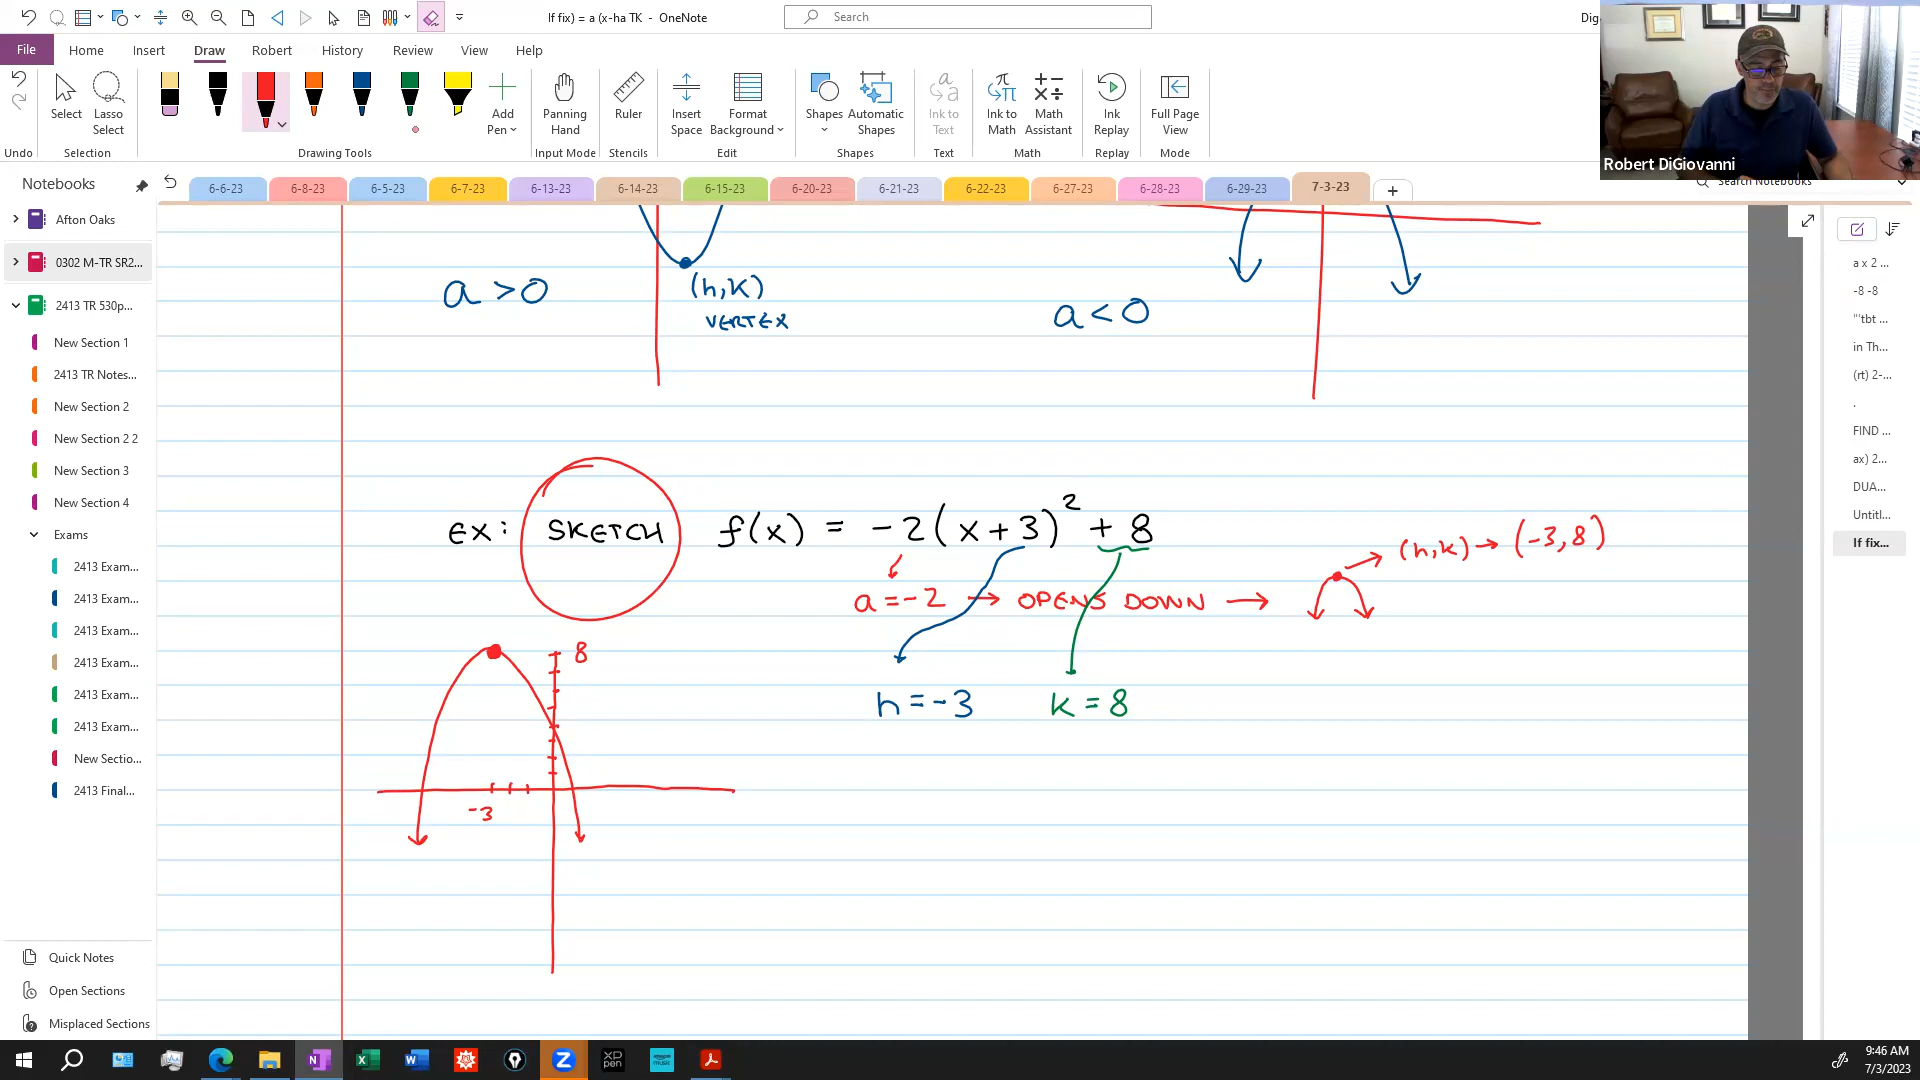 If fix) = a (x-ha TK - OneNote
Search
Dig
File Home Insert Draw Robert History Review View Help
Undo
Select
Lasso Select
Selection
Drawing Tools
Add Pen
Panning Hand
Input Mode
Ruler
Stencils
Insert Space
Format Background
Edit
Shapes
Automatic Shapes
Shapes
Ink to Text
Text
Ink to Math
Math Assistant
Math
Ink Replay
Replay
Full Page View
Mode
Robert DiGiovanni
Notebooks
6-6-23 6-8-23 6-5-23 6-7-23 6-13-23 6-14-23 6-15-23 6-20-23 6-21-23 6-22-23 6-27-23 6-28-23 6-29-23 7-3-23 +
Search Notebooks
Afton Oaks
0302 M-TR SR2...
2413 TR 530p...
New Section 1
2413 TR Notes...
New Section 2
New Section 2 2
New Section 3
New Section 4
Exams
2413 Exam...
2413 Exam...
2413 Exam...
2413 Exam...
2413 Exam...
2413 Exam...
New Sectio...
2413 Final...
Quick Notes
Open Sections
Misplaced Sections
a > 0
(h,k)
VERTEX
a < 0
EX: SKETCH f(x) = -2(x+3)² + 8
(h,k) → (-3,8)
a = -2 → OPENS DOWN →
h = -3 k = 8
8
-3
a x 2 ...
-8 -8
"'tbt ...
in Th...
(rt) 2-...
.
FIND ...
ax) 2...
DUA...
Untitl...
If fix...
XP pen
amazon music
9:46 AM
7/3/2023